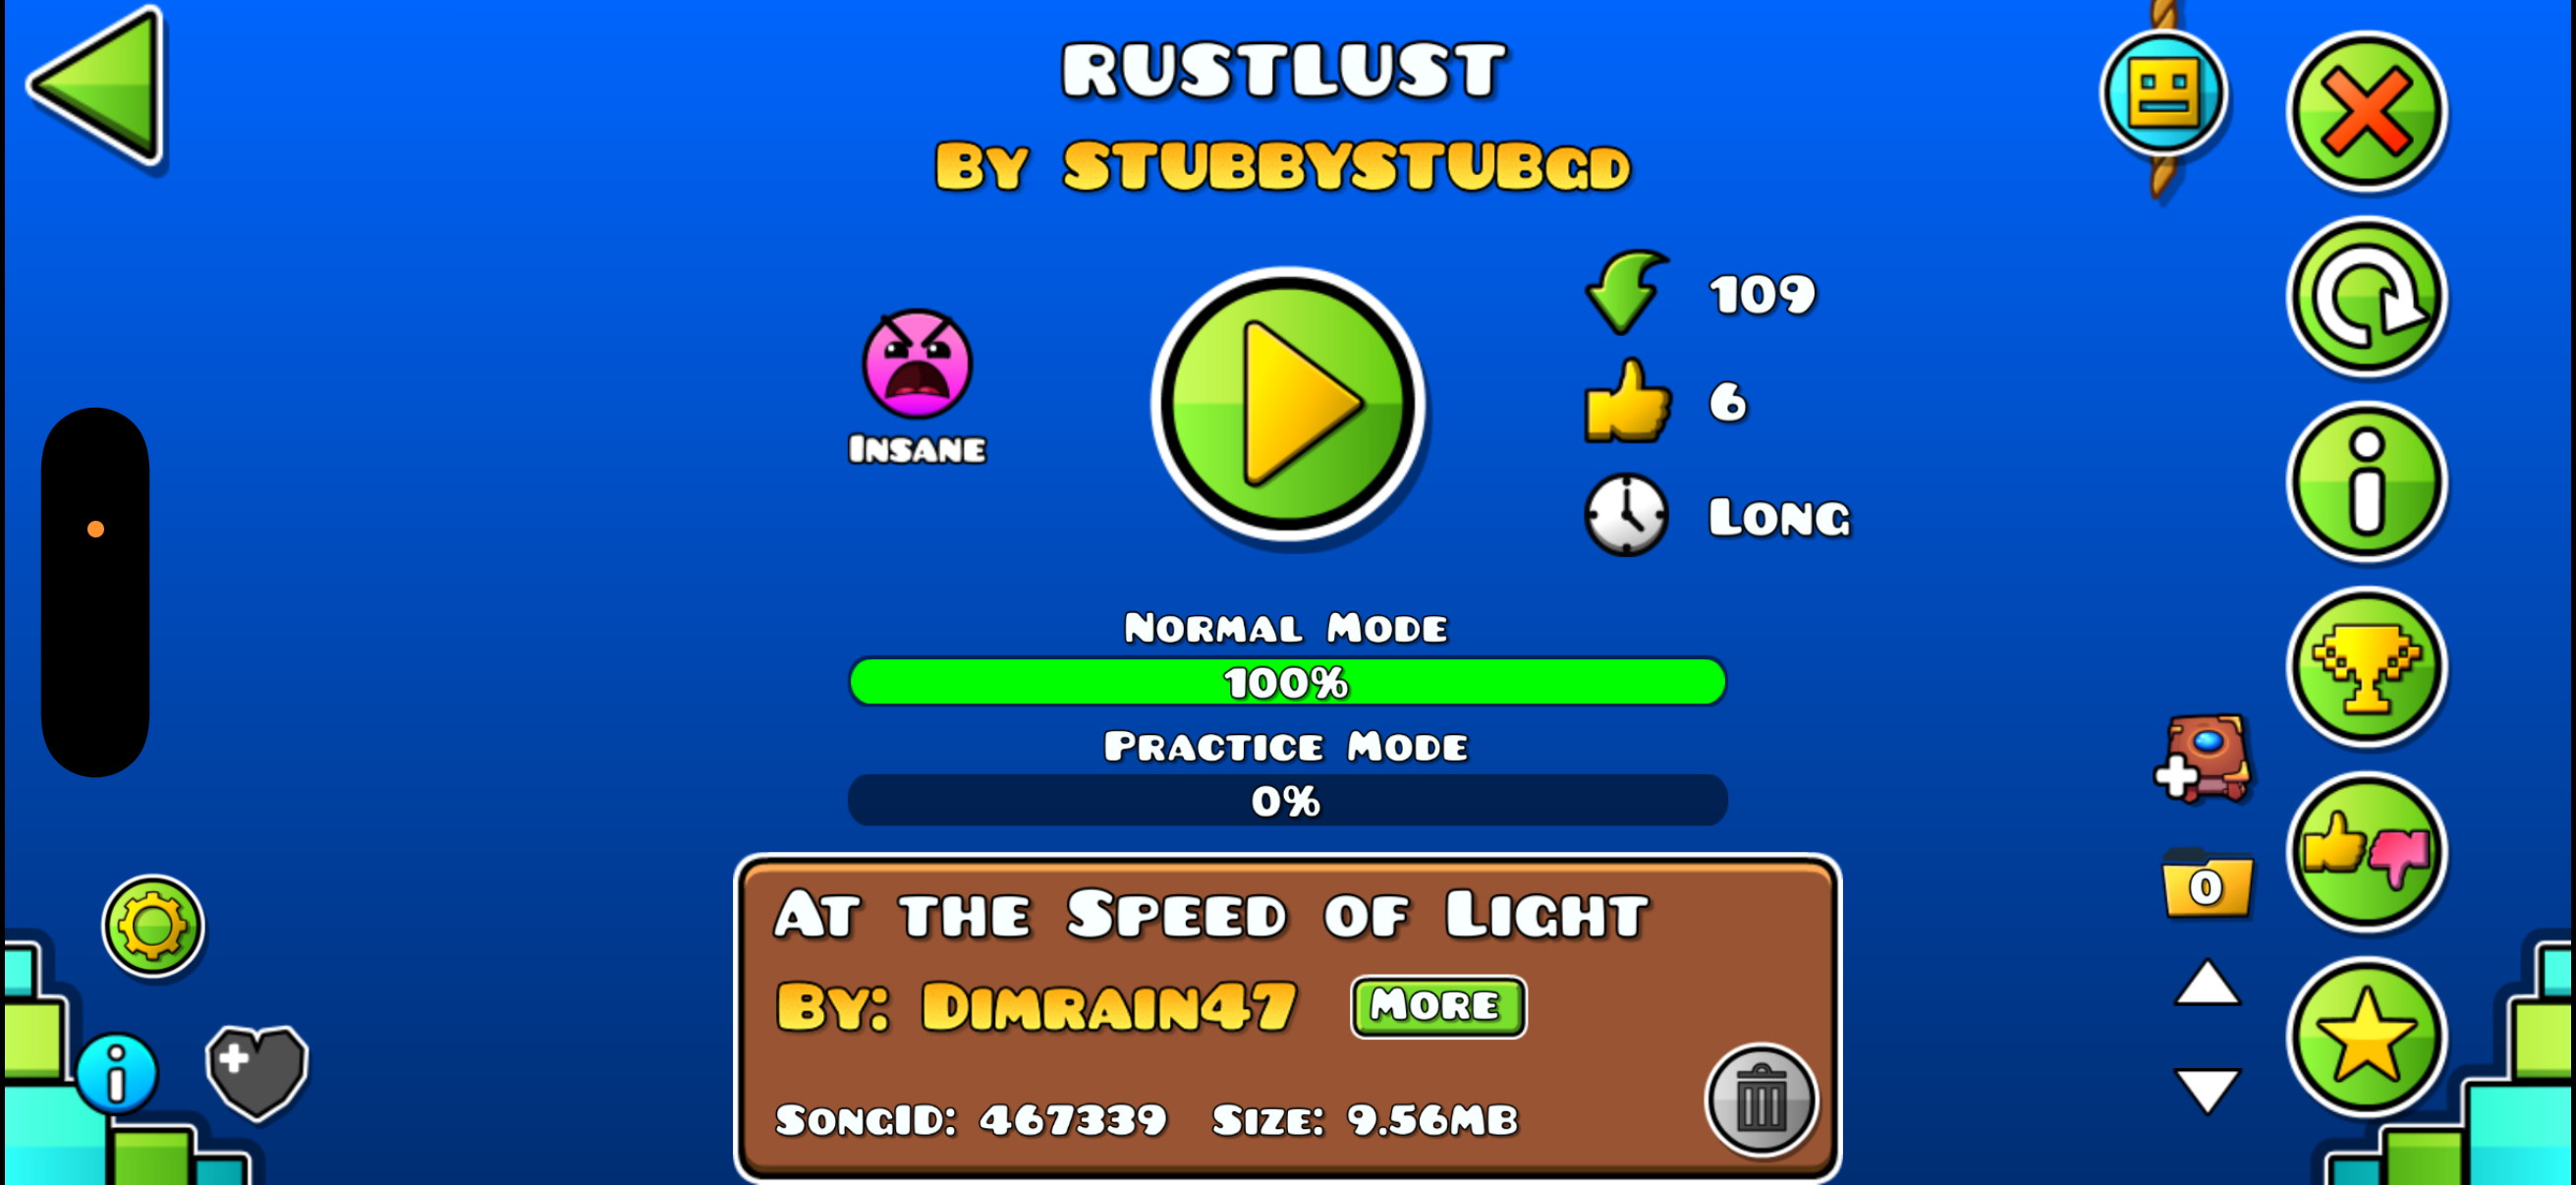 RUSTLUST
By STUBBYSTUBGD
109
Insane
6
Long
Normal Mode
100%
Practice Mode
0%
At the Speed of Light
0
By: Dimrain47 More
SongID: 467339 Size: 9.56MB